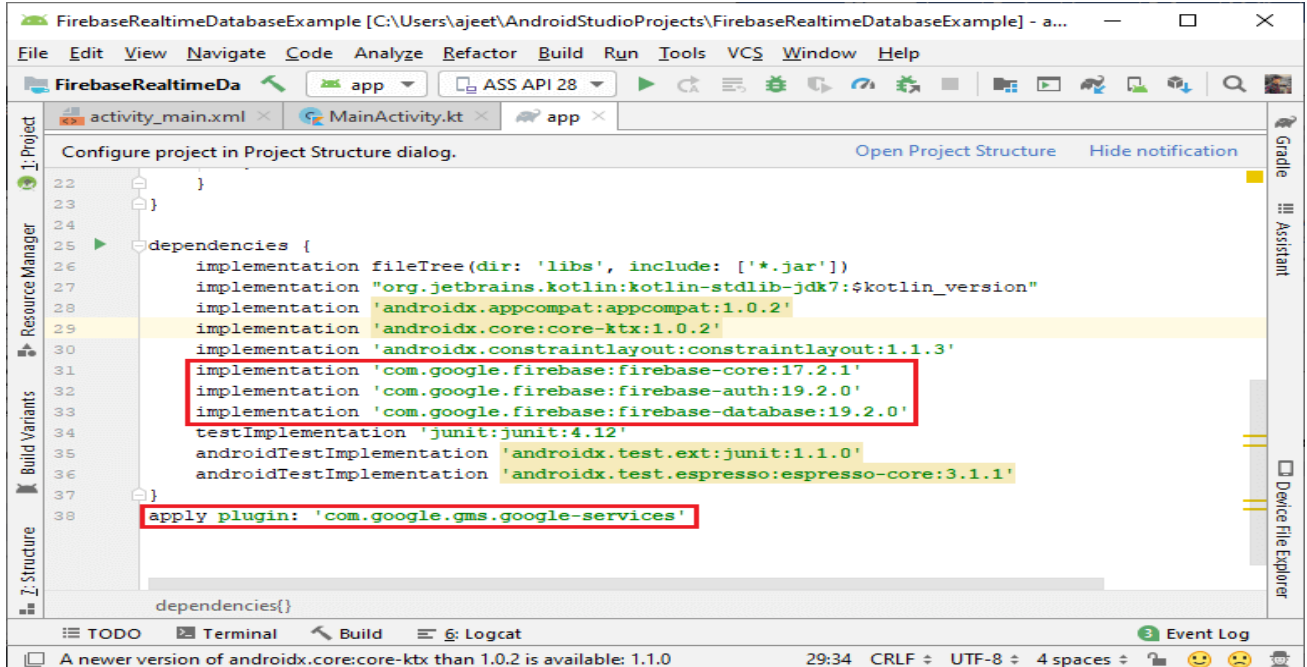 FirebaseRealtimeDatabaseExample [C:\Users\ajeet\AndroidStudioProjects\FirebaseRealtimeDatabaseExample] - a...
File Edit View Navigate Code Analyze Refactor Build Run Tools VCS Window Help
FirebaseRealtimeDa app ASS API 28
activity_main.xml MainActivity.kt app
Configure project in Project Structure dialog. Open Project Structure Hide notification
22 }
23 }
24
25 dependencies {
26 implementation fileTree(dir: 'libs', include: ['*.jar'])
27 implementation "org.jetbrains.kotlin:kotlin-stdlib-jdk7:$kotlin_version"
28 implementation 'androidx.appcompat:appcompat:1.0.2'
29 implementation 'androidx.core:core-ktx:1.0.2'
30 implementation 'androidx.constraintlayout:constraintlayout:1.1.3'
31 implementation 'com.google.firebase:firebase-core:17.2.1'
32 implementation 'com.google.firebase:firebase-auth:19.2.0'
33 implementation 'com.google.firebase:firebase-database:19.2.0'
34 testImplementation 'junit:junit:4.12'
35 androidTestImplementation 'androidx.test.ext:junit:1.1.0'
36 androidTestImplementation 'androidx.test.espresso:espresso-core:3.1.1'
37 }
38 apply plugin: 'com.google.gms.google-services'
dependencies{}
1: Project
Resource Manager
Build Variants
7: Structure
Gradle
Assistant
Device File Explorer
TODO Terminal Build 6: Logcat 3 Event Log
A newer version of androidx.core:core-ktx than 1.0.2 is available: 1.1.0 29:34 CRLF UTF-8 4 spaces